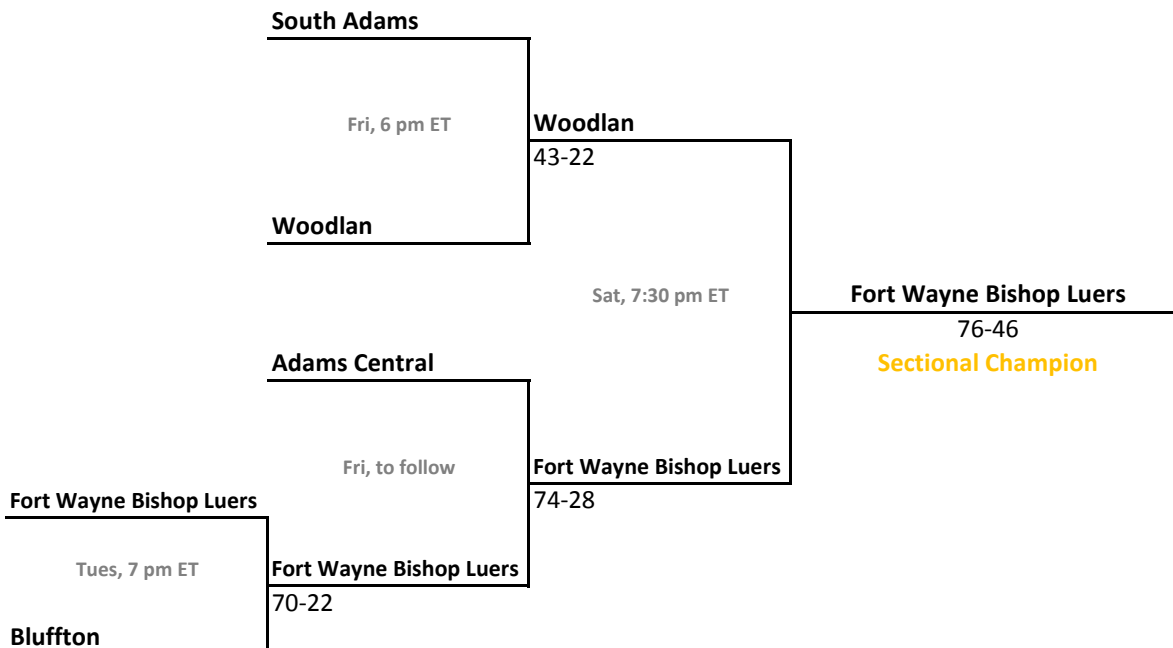 South Adams
Fri, 6 pm ET
Woodlan
43-22
Woodlan
Sat, 7:30 pm ET
Fort Wayne Bishop Luers
76-46
Sectional Champion
Adams Central
Fri, to follow
Fort Wayne Bishop Luers
74-28
Fort Wayne Bishop Luers
Tues, 7 pm ET
Fort Wayne Bishop Luers
70-22
Bluffton